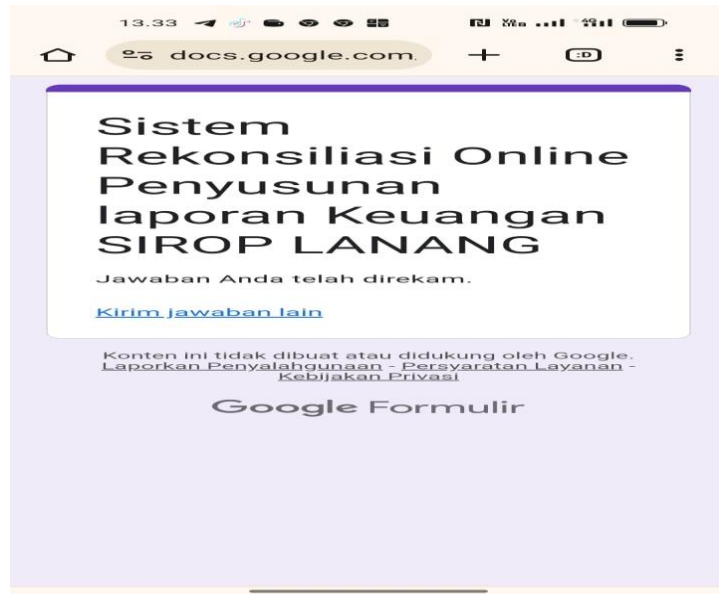 13.33
docs.google.com
:D
Sistem
Rekonsiliasi Online
Penyusunan
laporan Keuangan
SIROP LANANG
Jawaban Anda telah direkam.
Kirim jawaban lain
Konten ini tidak dibuat atau didukung oleh Google.
Laporkan Penyalahgunaan - Persyaratan Layanan -
Kebijakan Privasi
Google Formulir